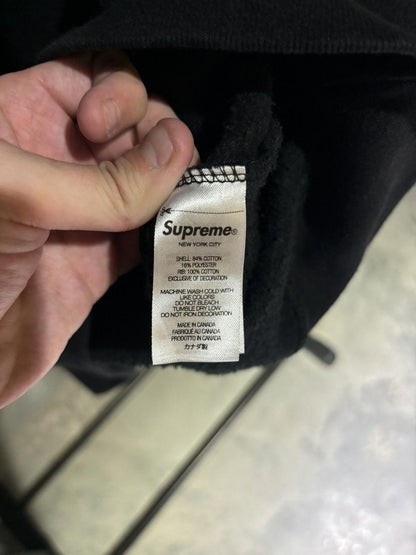 Supreme®
NEW YORK CITY
SHELL: 84% COTTON
16% POLYESTER
RIB: 100% COTTON
EXCLUSIVE OF DECORATION
MACHINE WASH COLD WITH
LIKE COLORS
DO NOT BLEACH
TUMBLE DRY LOW
DO NOT IRON DECORATION
MADE IN CANADA
FABRIQUÉ AU CANADA
PRODOTTO IN CANADA
カナダ製